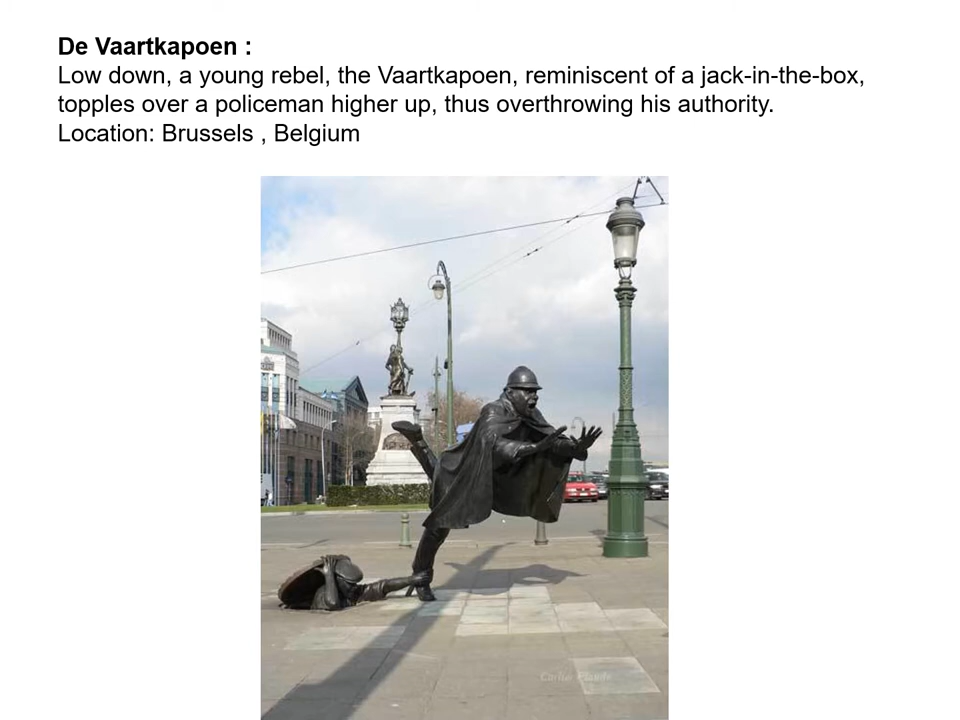 De Vaartkapoen :
Low down, a young rebel, the Vaartkapoen, reminiscent of a jack-in-the-box,
topples over a policeman higher up, thus overthrowing his authority.
Location: Brussels , Belgium